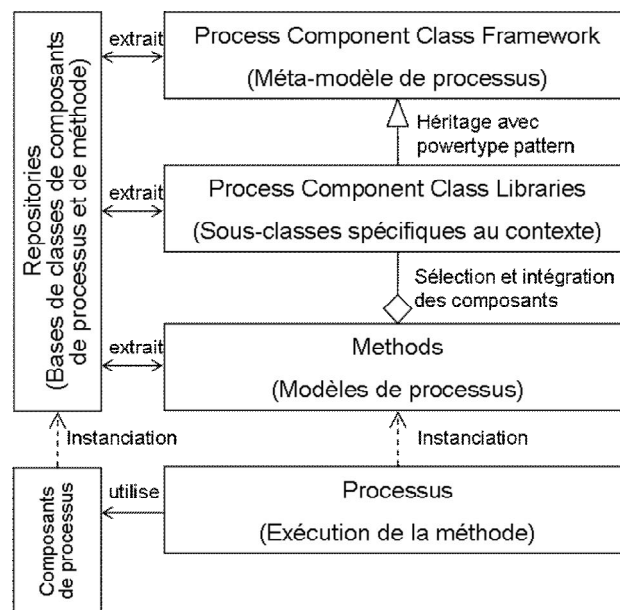 extrait
Process Component Class Framework
(Méta-modèle de processus)
Héritage avec
powertype pattern
extrait
Process Component Class Libraries
(Sous-classes spécifiques au contexte)
Sélection et intégration
des composants
extrait
Methods
(Modèles de processus)
Repositories
(Bases de classes de composants
de processus et de méthode)
Instanciation
Instanciation
Composants
de processus
utilise
Processus
(Exécution de la méthode)